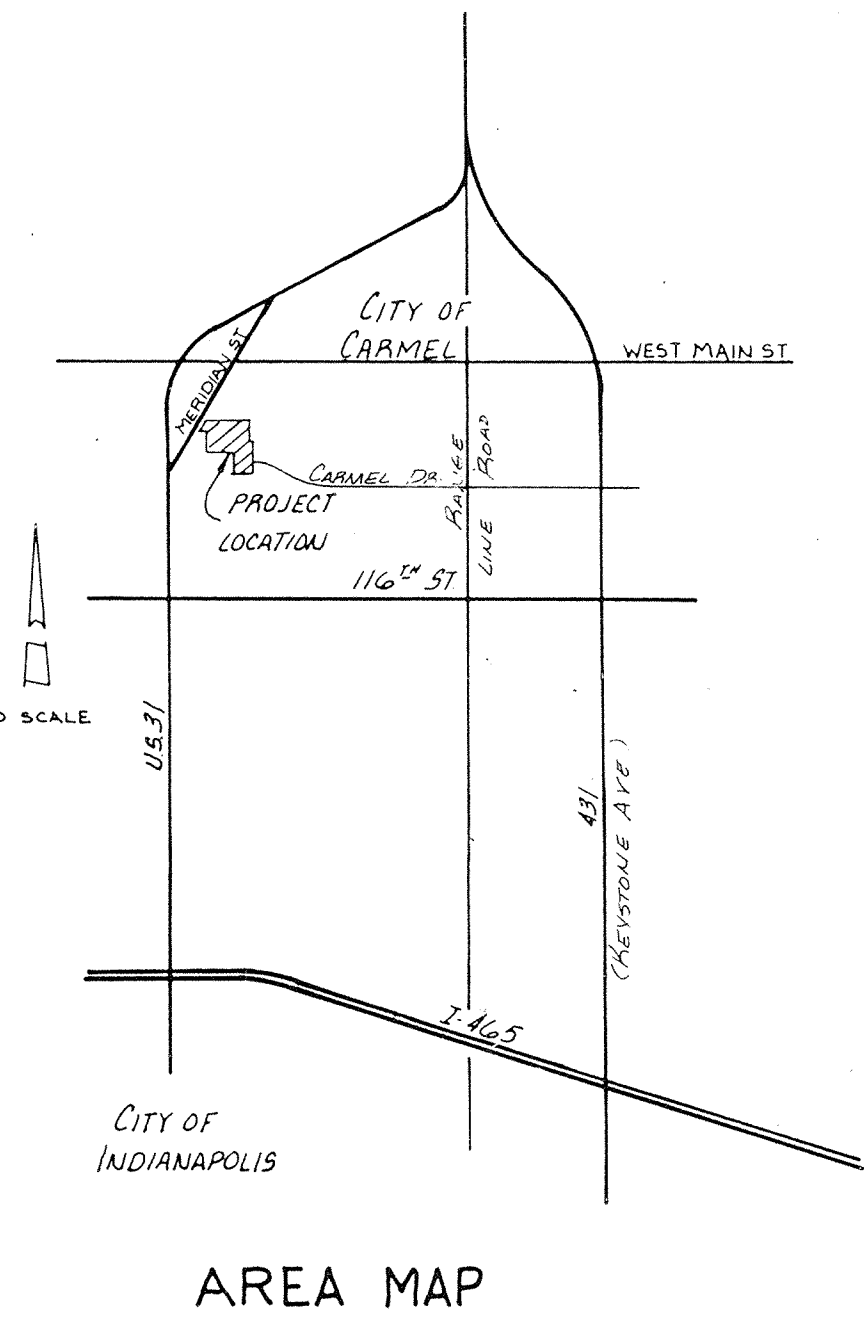 CITY OF
CARMEL
WEST MAIN ST.
MERIDIAN ST
CARMEL DR.
RANGE
ROAD
LINE
PROJECT
LOCATION
116TH ST.
SCALE
U.S.31
431
(KEYSTONE AVE)
I-465
CITY OF
INDIANAPOLIS
AREA MAP